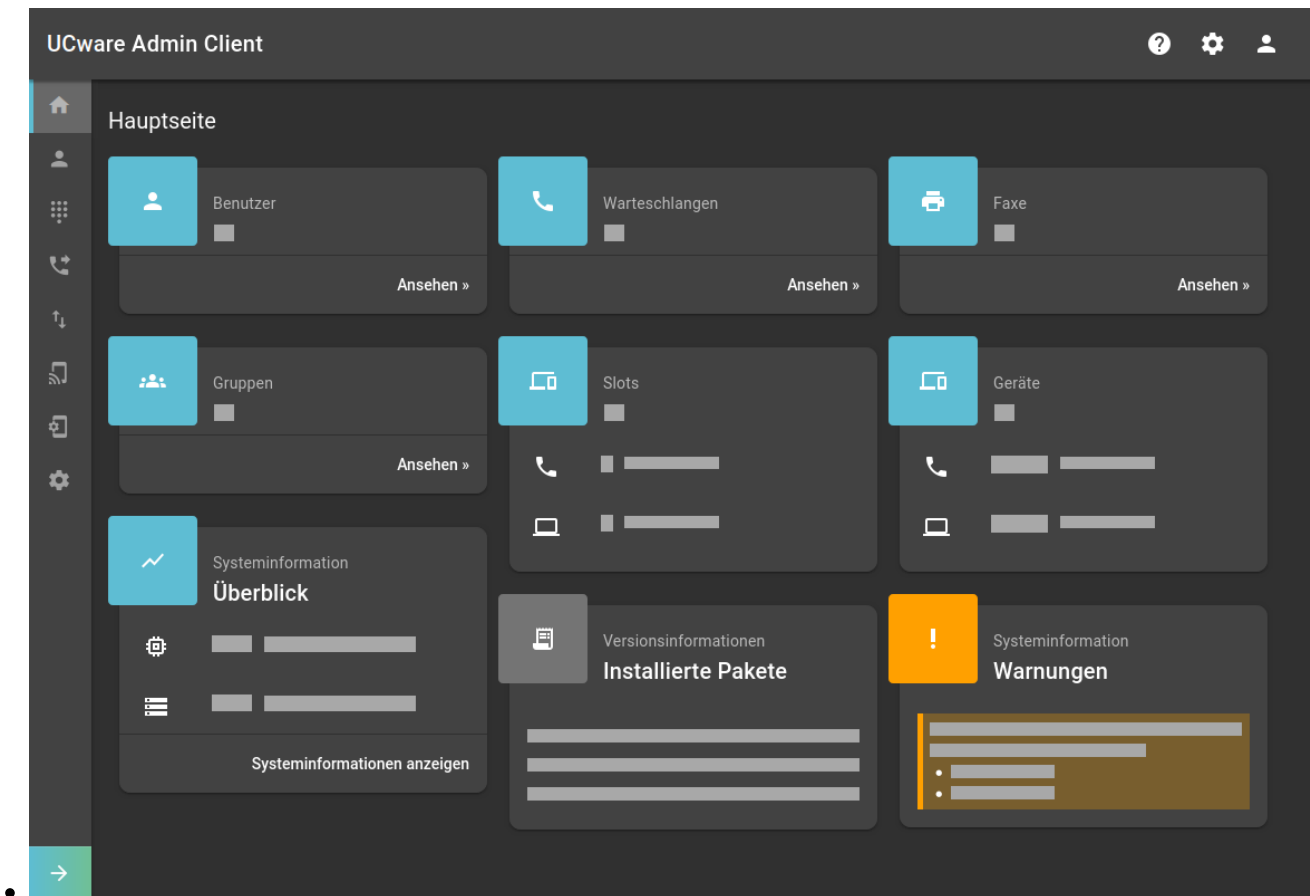 UCware Admin Client
Hauptseite
Benutzer
Ansehen »
Warteschlangen
Ansehen »
Faxe
Ansehen »
Gruppen
Ansehen »
Slots
Geräte
Systeminformation
Überblick
Systeminformationen anzeigen
Versionsinformationen
Installierte Pakete
Systeminformation
Warnungen